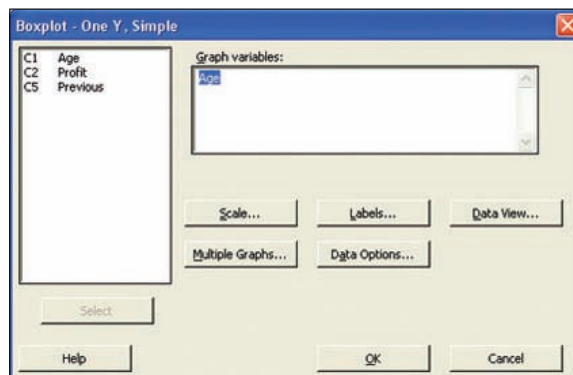 Boxplot - One Y, Simple
C1 Age
C2 Profit
C5 Previous
Graph variables:
Age
Scale...
Labels...
Data View...
Multiple Graphs...
Data Options...
Select
Help
OK
Cancel